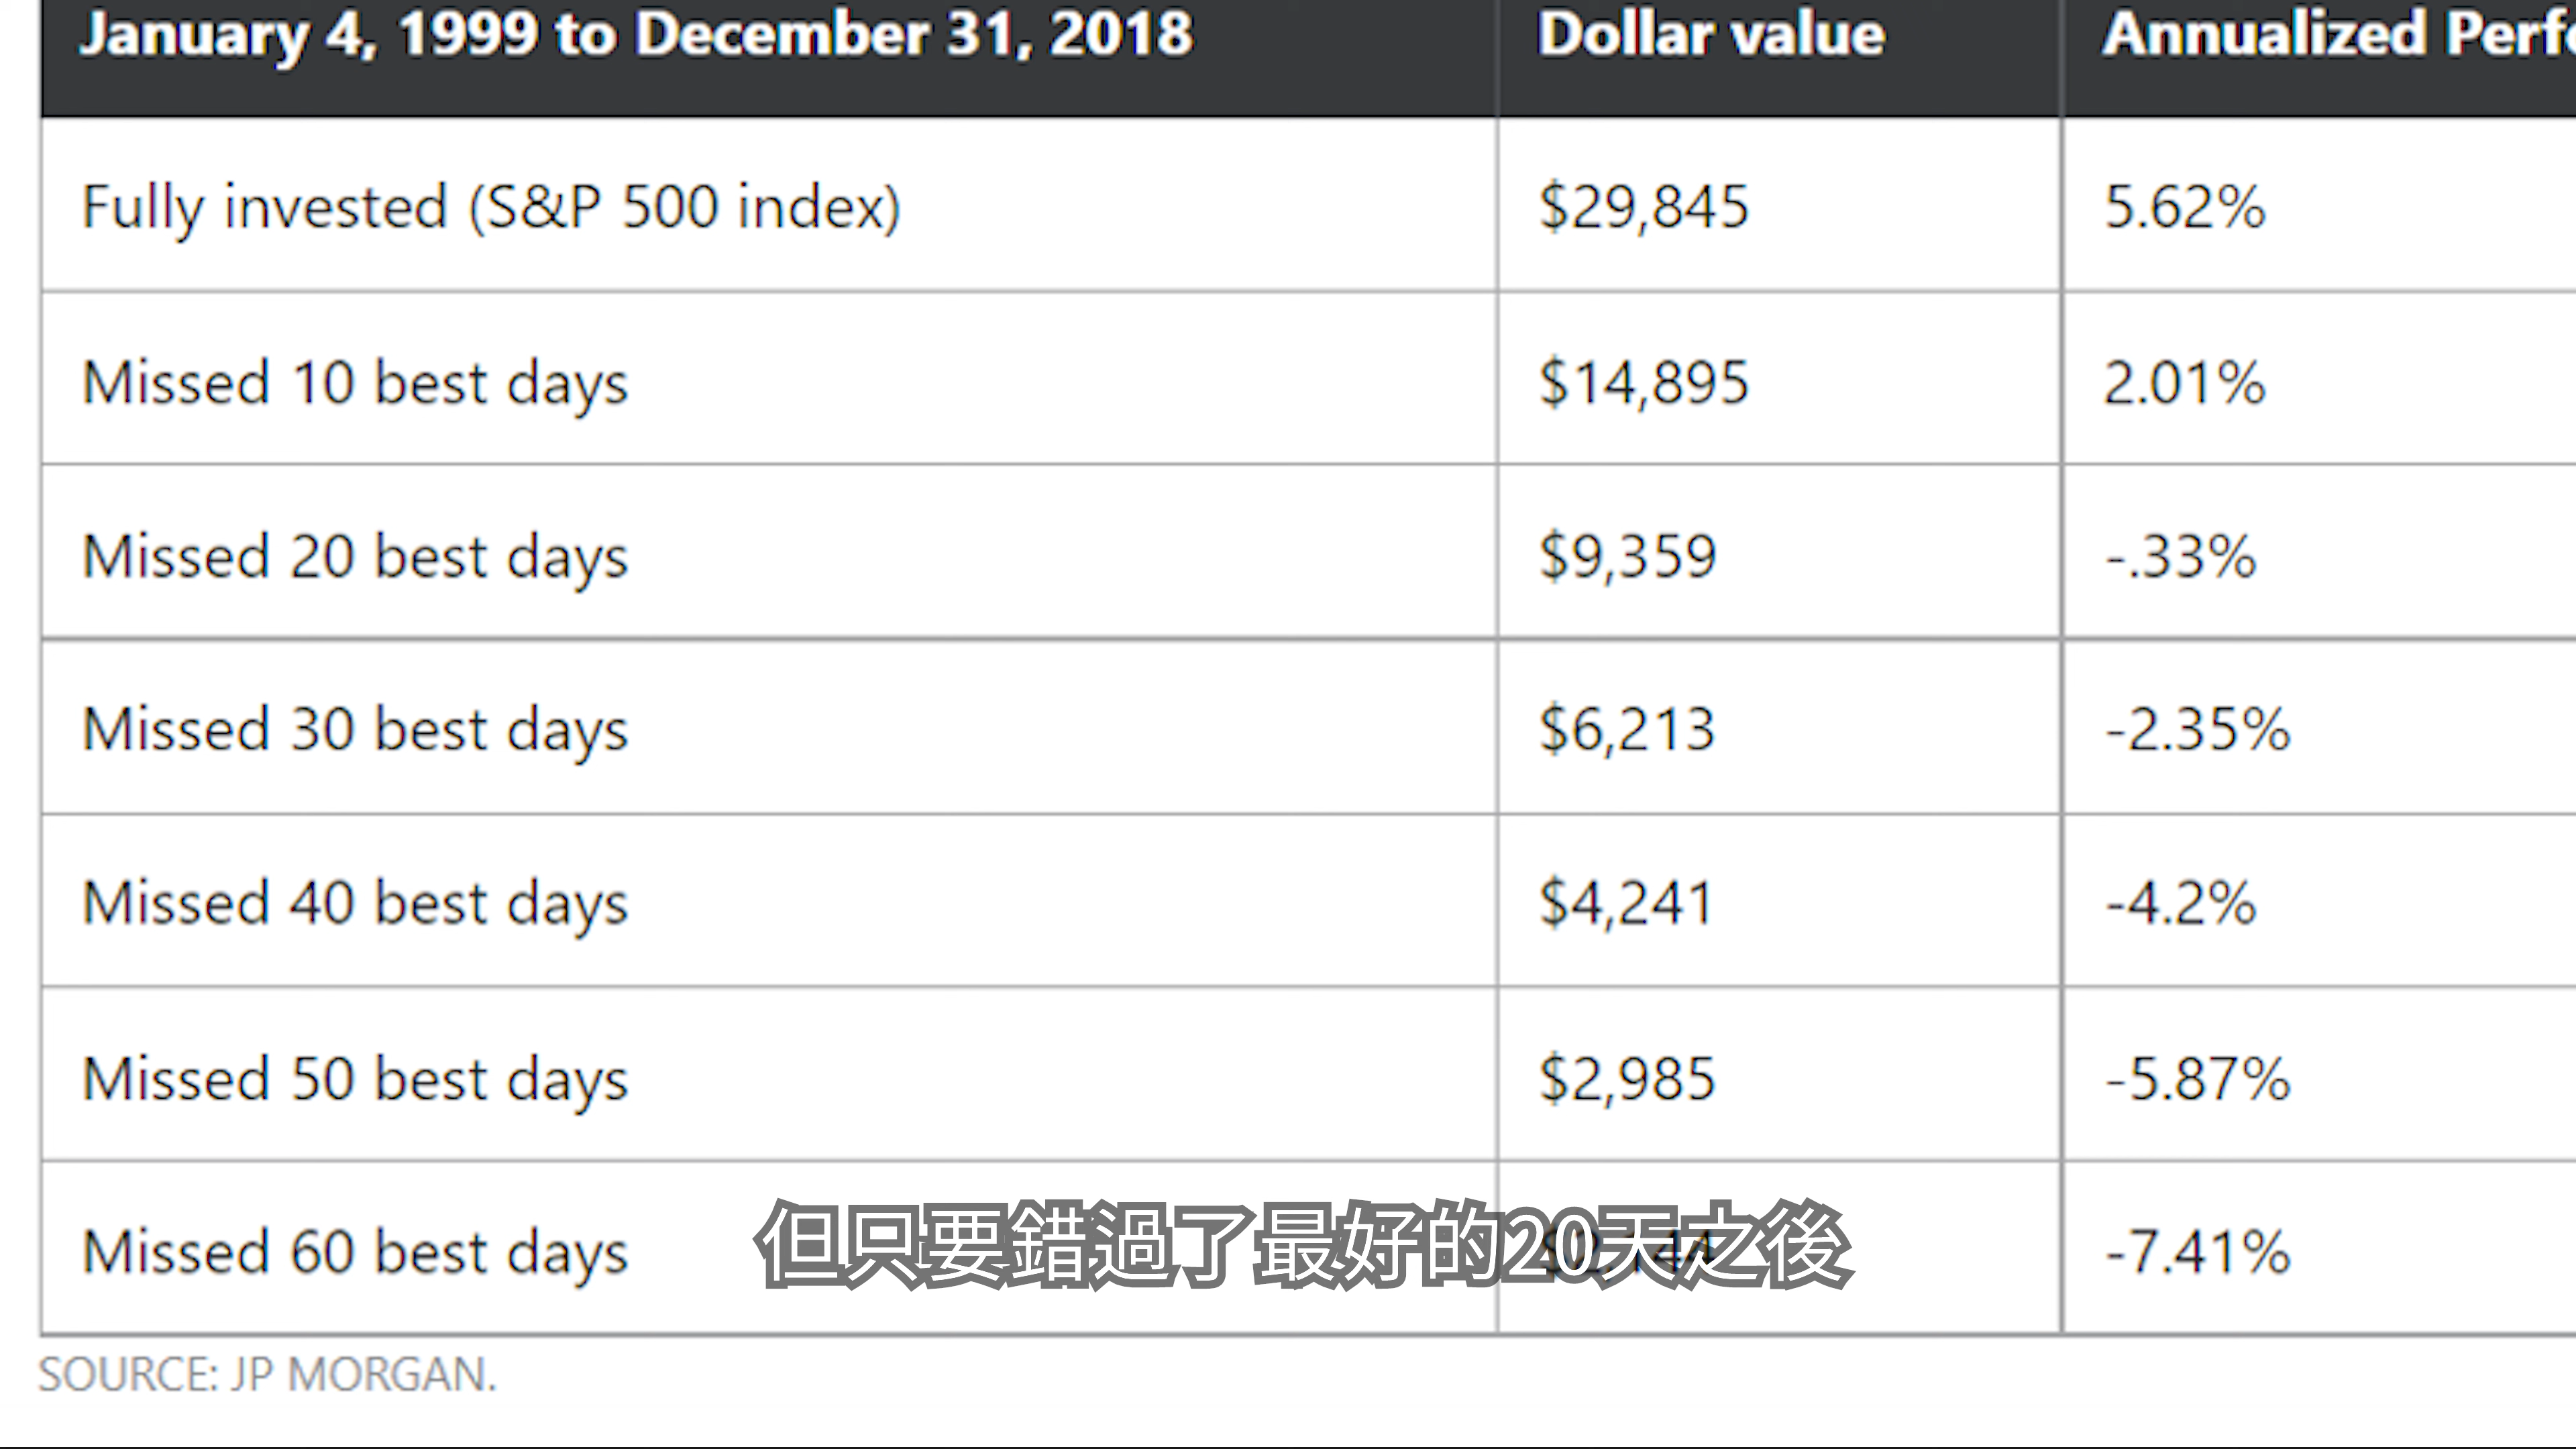 January 4, 1999 to December 31, 2018 Dollar value Annualized Perfo
Fully invested (S&P 500 index) $29,845 5.62%
Missed 10 best days $14,895 2.01%
Missed 20 best days $9,359 -.33%
Missed 30 best days $6,213 -2.35%
Missed 40 best days $4,241 -4.2%
Missed 50 best days $2,985 -5.87%
Missed 60 best days -7.41%
但只要錯過了最好的20天之後
SOURCE: JP MORGAN.